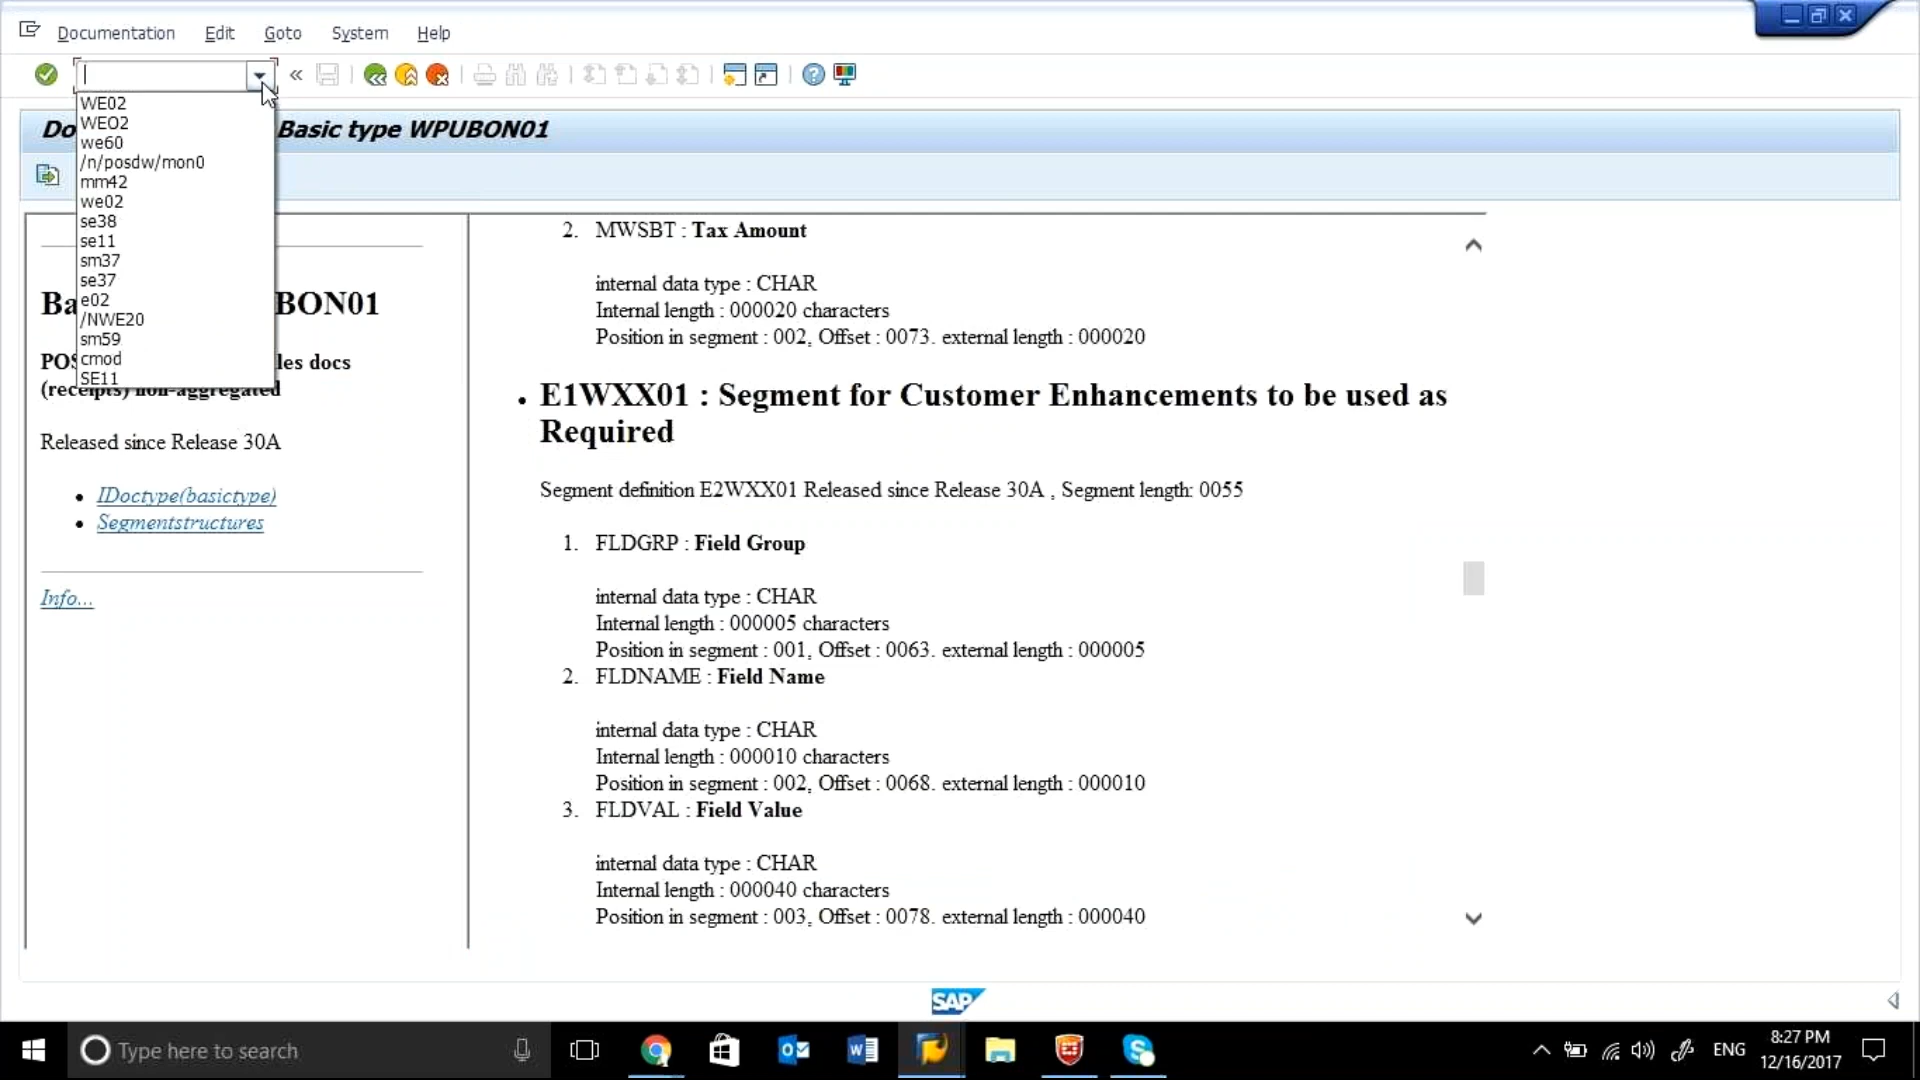 Documentation Edit Goto System Help
«
WE02
WEO2
we60
/n/posdw/mon0
mm42
we02
se38
se11
sm37
se37
e02
/NWE20
sm59
cmod
SE11
Do Basic type WPUBON01
Ba BON01
POS les docs
(receipts) non-aggregated
Released since Release 30A
• IDoctype(basictype)
• Segmentstructures
Info...
2. MWSBT : Tax Amount
internal data type : CHAR
Internal length : 000020 characters
Position in segment : 002, Offset : 0073. external length : 000020
• E1WXX01 : Segment for Customer Enhancements to be used as
Required
Segment definition E2WXX01 Released since Release 30A , Segment length: 0055
1. FLDGRP : Field Group
internal data type : CHAR
Internal length : 000005 characters
Position in segment : 001, Offset : 0063. external length : 000005
2. FLDNAME : Field Name
internal data type : CHAR
Internal length : 000010 characters
Position in segment : 002, Offset : 0068. external length : 000010
3. FLDVAL : Field Value
internal data type : CHAR
Internal length : 000040 characters
Position in segment : 003, Offset : 0078. external length : 000040
SAP
Type here to search
ENG
8:27 PM
12/16/2017